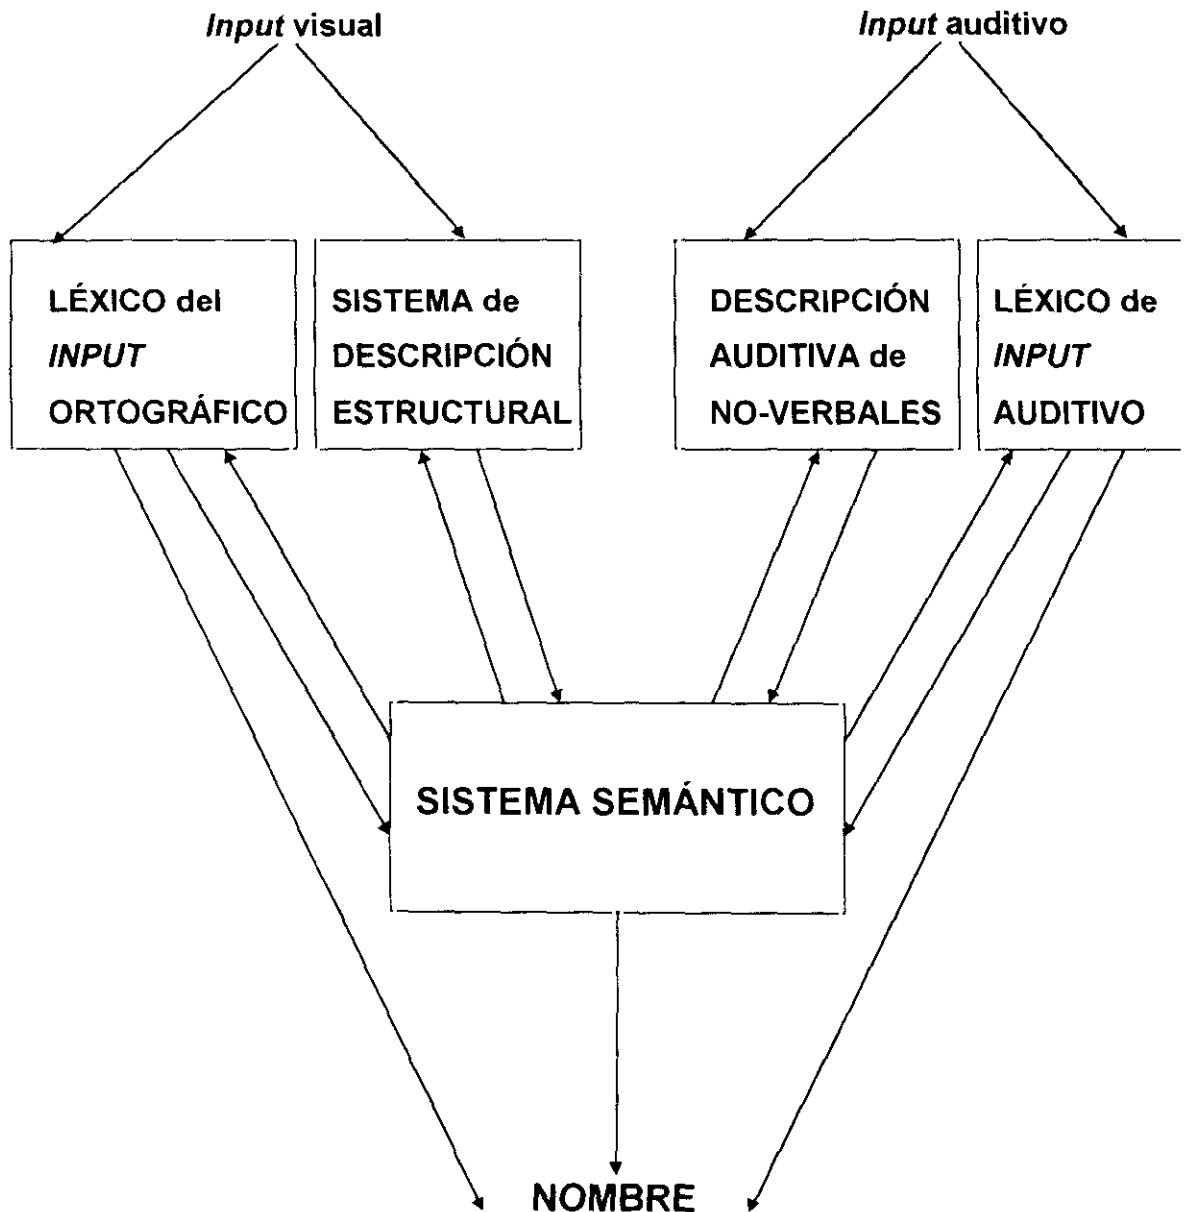 Input visual
Input auditivo
LÉXICO del
INPUT
ORTOGRÁFICO
SISTEMA de
DESCRIPCIÓN
ESTRUCTURAL
DESCRIPCIÓN
AUDITIVA de
NO-VERBALES
LÉXICO de
INPUT
AUDITIVO
SISTEMA SEMÁNTICO
NOMBRE